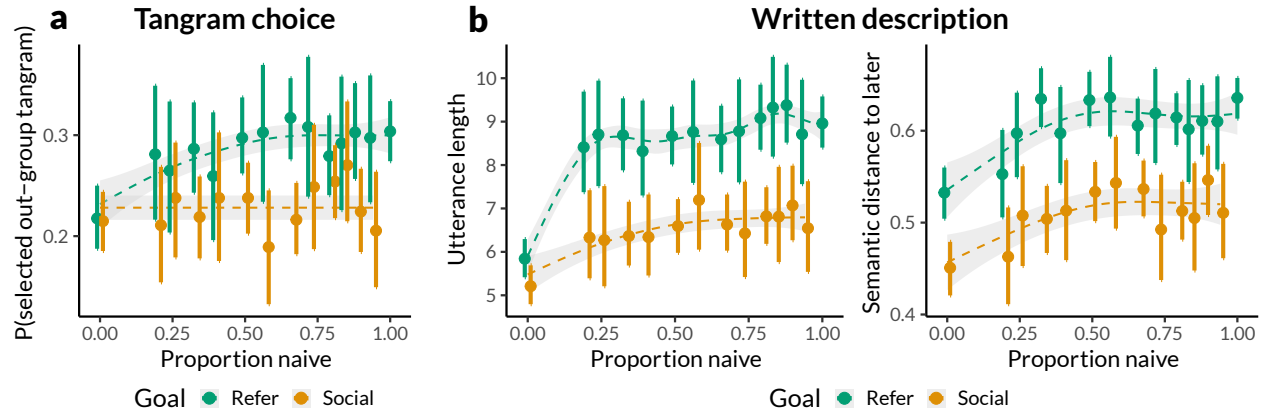 a Tangram choice
P(selected out−group tangram)
0.3
0.2
0.00 0.25 0.50 0.75 1.00
Proportion naive
Goal Refer Social
b Written description
Utterance length
10
9
8
7
6
5
0.00 0.25 0.50 0.75 1.00
Proportion naive
Semantic distance to later
0.6
0.5
0.4
0.00 0.25 0.50 0.75 1.00
Proportion naive
Goal Refer Social